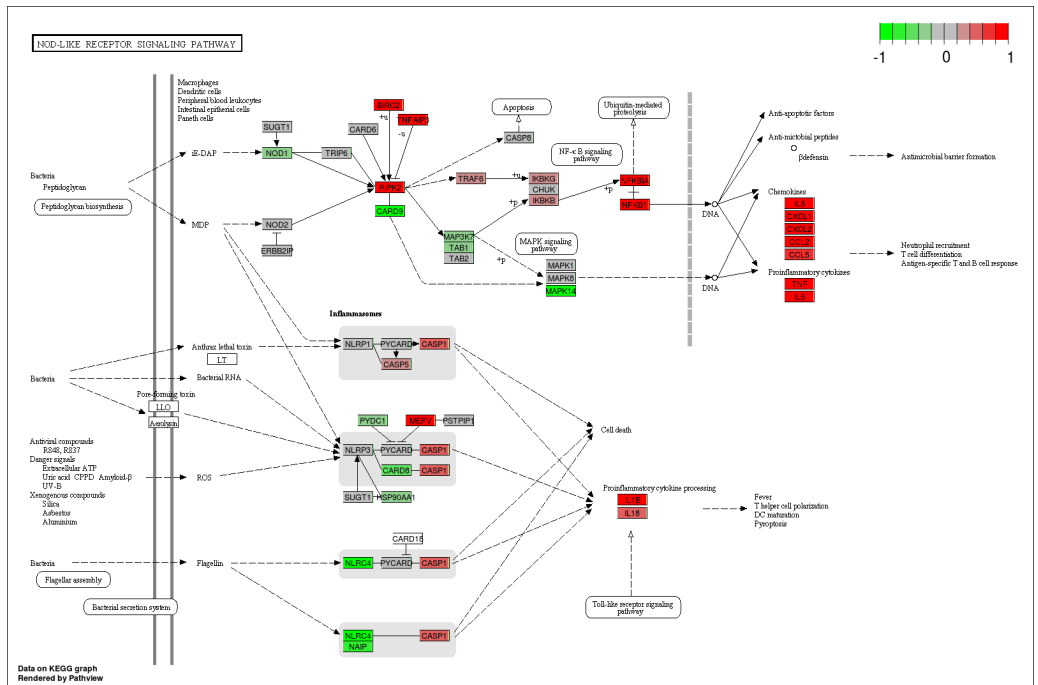 NOD-LIKE RECEPTOR SIGNALING PATHWAY
-1 0 1
Macrophages
Dendritic cells
Peripheral blood leukocytes
Intestinal epitherial cells
Paneth cells
SUGT1
CARD6
BIRC2
TNFAIP3
+u
-u
Apoptosis
CASP8
Ubiquitin-mediated
proteolysis
NF-κ B signaling
pathway
Anti-apoptotic factors
Anti-mictobial peptides
βdefensin
Antimicrobial barrier formation
iE-DAP
NOD1
TRIP6
RIPK2
CARD9
TRAF6
+u
+p
IKBKG
CHUK
IKBKB
+p
NFKBIA
NFKB1
DNA
Bacteria
Peptidoglycan
Peptidoglycan biosynthesis
MDP
NOD2
ERBB2IP
MAP3K7
TAB1
TAB2
+p
MAPK signaling
pathway
MAPK1
MAPK8
MAPK14
DNA
Chemokines
IL8
CXCL1
CXCL2
CCL2
CCL5
Proinflammatory cytokines
TNF
IL6
Neutrophil recruitment
T cell differentiation
Antigen-specific T and B cell response
Inflammasomes
Anthrax lethal toxin
LT
NLRP1
PYCARD
CASP1
CASP5
Bacteria
Bacterial RNA
Pore-forming toxin
LLO
Aerolysin
PYDC1
MEFV
PSTPIP1
NLRP3
PYCARD
CASP1
CARD8
CASP1
SUGT1
HSP90AA1
Cell death
Antiviral compounds
R848, R837
Danger signals
Extracellular ATP
Uric acid CPPD Amyloid-β
UV-B
Xenogenous compounds
Silica
Asbestos
Aluminium
ROS
Proinflammatory cytokine processing
IL1B
IL18
Fever
T helper cell polarization
DC maturation
Pyroptosis
CARD18
Bacteria
Flagellar assembly
Flagellin
NLRC4
PYCARD
CASP1
Bacterial secretion system
Toll-like receptor signaling
pathway
NLRC4
CASP1
NAIP
Data on KEGG graph
Rendered by Pathview